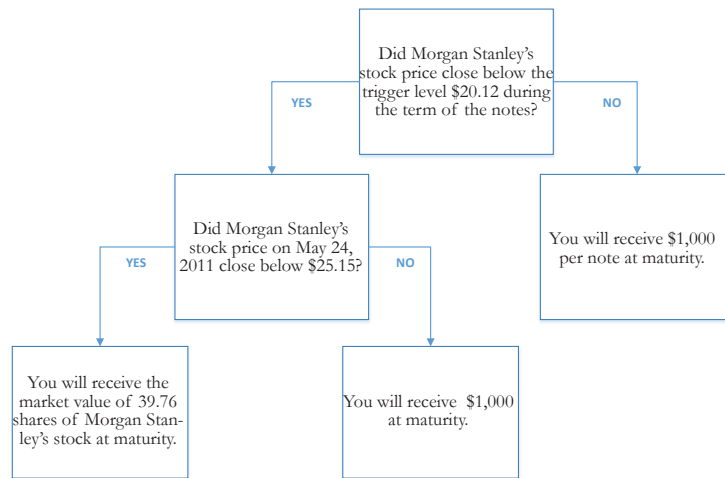 Did Morgan Stanley's
stock price close below the
trigger level $20.12 during
the term of the notes?
YES
NO
Did Morgan Stanley's
stock price on May 24,
2011 close below $25.15?
You will receive $1,000
per note at maturity.
YES
NO
You will receive the
market value of 39.76
shares of Morgan Stan-
ley's stock at maturity.
You will receive $1,000
at maturity.